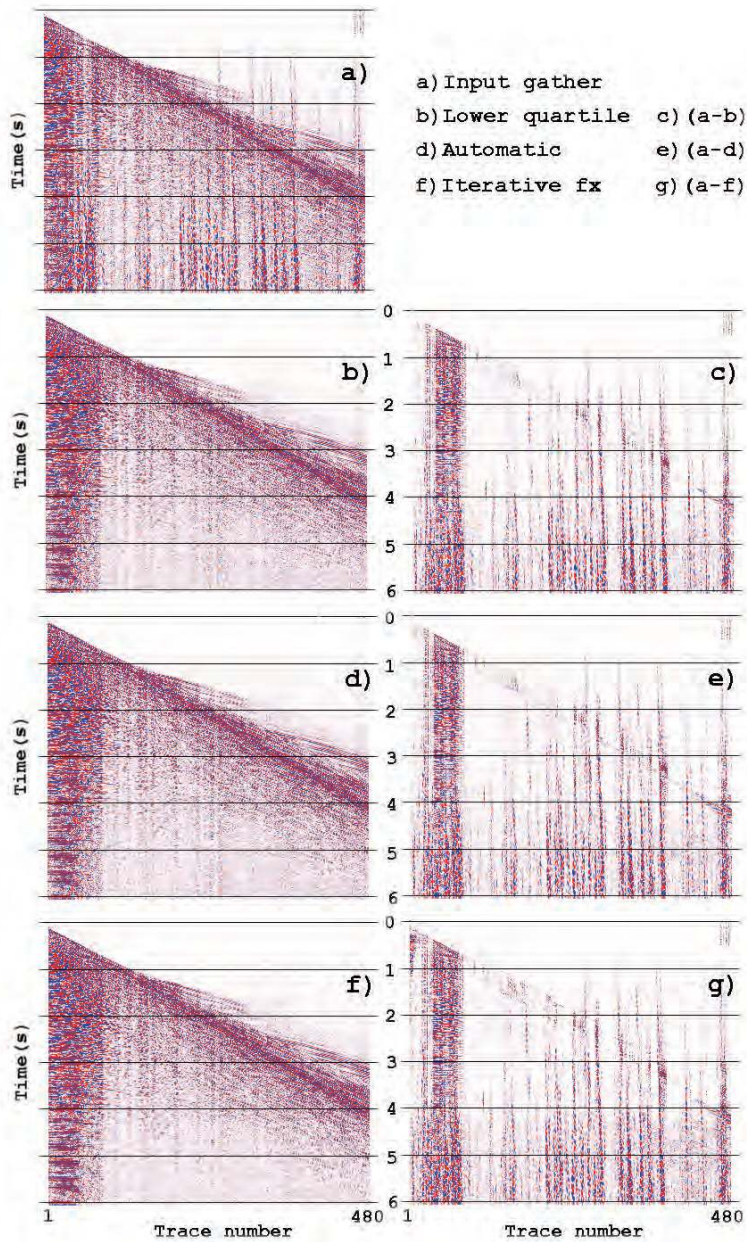 a)
a)Input gather
b)Lower quartile c)(a-b)
d)Automatic e)(a-d)
f)Iterative fx g)(a-f)
Time(s)
b)
Time(s)
0
1
2
3
4
5
6
c)
d)
Time(s)
0
1
2
3
4
5
6
e)
f)
Time(s)
0
1
2
3
4
5
6
g)
1 480
Trace number
1 480
Trace number